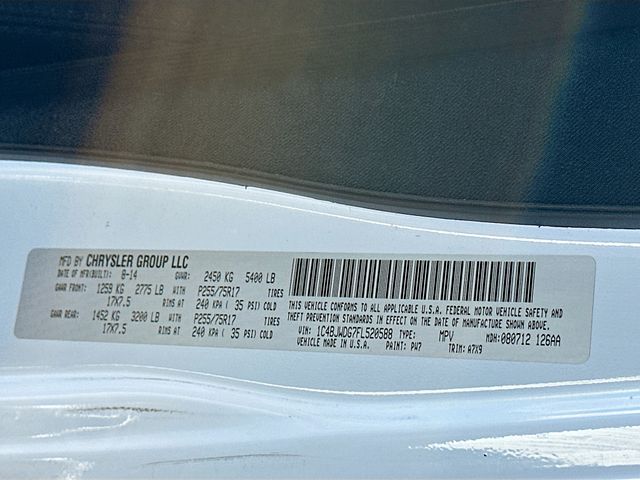 MFD BY CHRYSLER GROUP LLC
DATE OF MFR(BUILT): 8-14 GVWR: 2450 KG 5400 LB
GAWR FRONT: 1259 KG 2775 LB WITH P255/75R17 TIRES
17X7.5 RIMS AT 240 KPA ( 35 PSI) COLD
GAWR REAR: 1452 KG 3200 LB WITH P255/75R17 TIRES
17X7.5 RIMS AT 240 KPA ( 35 PSI) COLD
THIS VEHICLE CONFORMS TO ALL APPLICABLE U.S.A. FEDERAL MOTOR VEHICLE SAFETY AND
THEFT PREVENTION STANDARDS IN EFFECT ON THE DATE OF MANUFACTURE SHOWN ABOVE.
VIN: 1C4BJWDG7FL520588 TYPE: MPV MDH: 080712 126AA
VEHICLE MADE IN U.S.A. PAINT: PW7 TRIM: A7X9